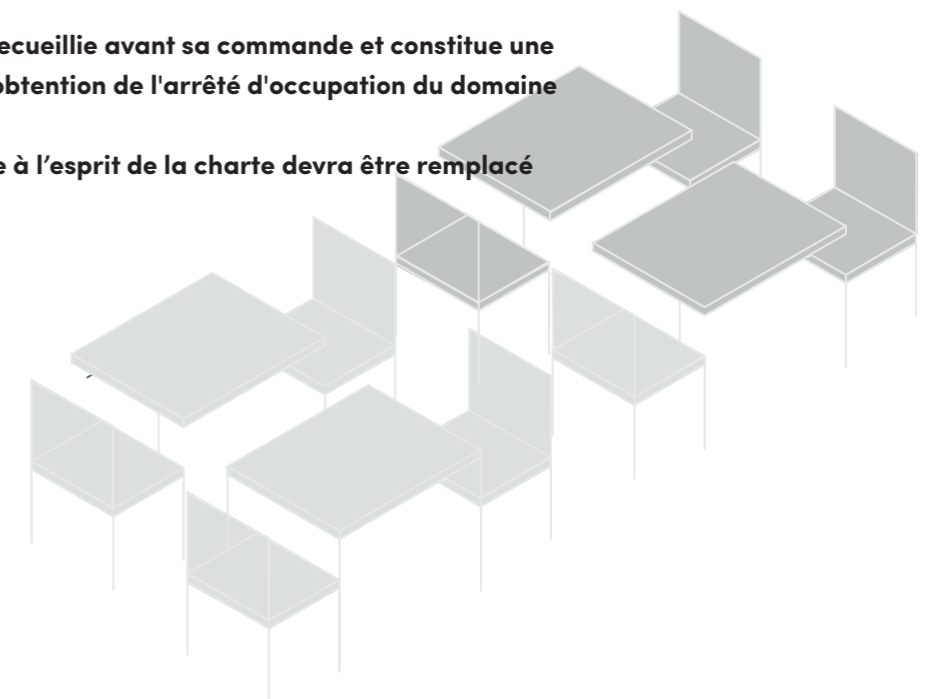 ecueillie avant sa commande et constitue une
obtention de l'arrêté d'occupation du domaine
e à l’esprit de la charte devra être remplacé